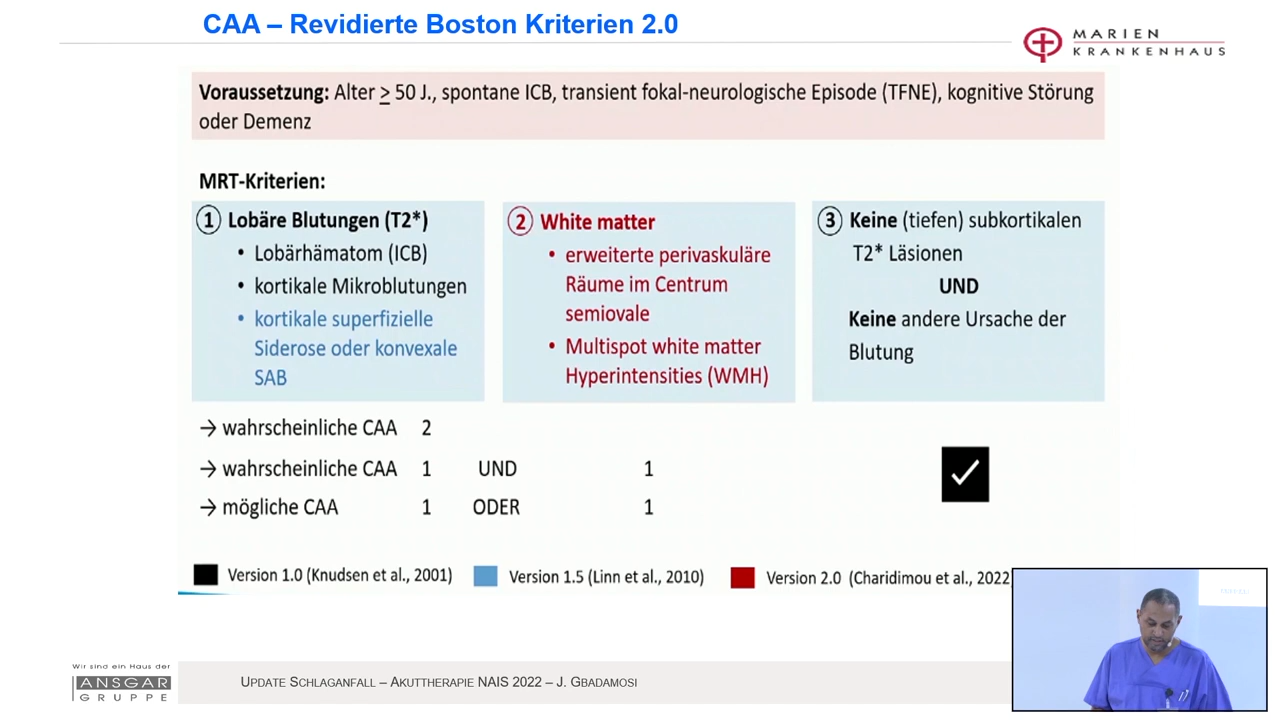 CAA – Revidierte Boston Kriterien 2.0
MARIEN
KRANKENHAUS
Voraussetzung: Alter ≥ 50 J., spontane ICB, transient fokal-neurologische Episode (TFNE), kognitive Störung
oder Demenz
MRT-Kriterien:
1 Lobäre Blutungen (T2*)
• Lobärhämatom (ICB)
• kortikale Mikroblutungen
• kortikale superfizielle
Siderose oder konvexale
SAB
2 White matter
• erweiterte perivaskuläre
Räume im Centrum
semiovale
• Multispot white matter
Hyperintensities (WMH)
3 Keine (tiefen) subkortikalen
T2* Läsionen
UND
Keine andere Ursache der
Blutung
→ wahrscheinliche CAA 2
→ wahrscheinliche CAA 1 UND 1
→ mögliche CAA 1 ODER 1
Version 1.0 (Knudsen et al., 2001)
Version 1.5 (Linn et al., 2010)
Version 2.0 (Charidimou et al., 2022
Wir sind ein Haus der
ANSGAR
GRUPPE
UPDATE SCHLAGANFALL – AKUTTHERAPIE NAIS 2022 – J. GBADAMOSI